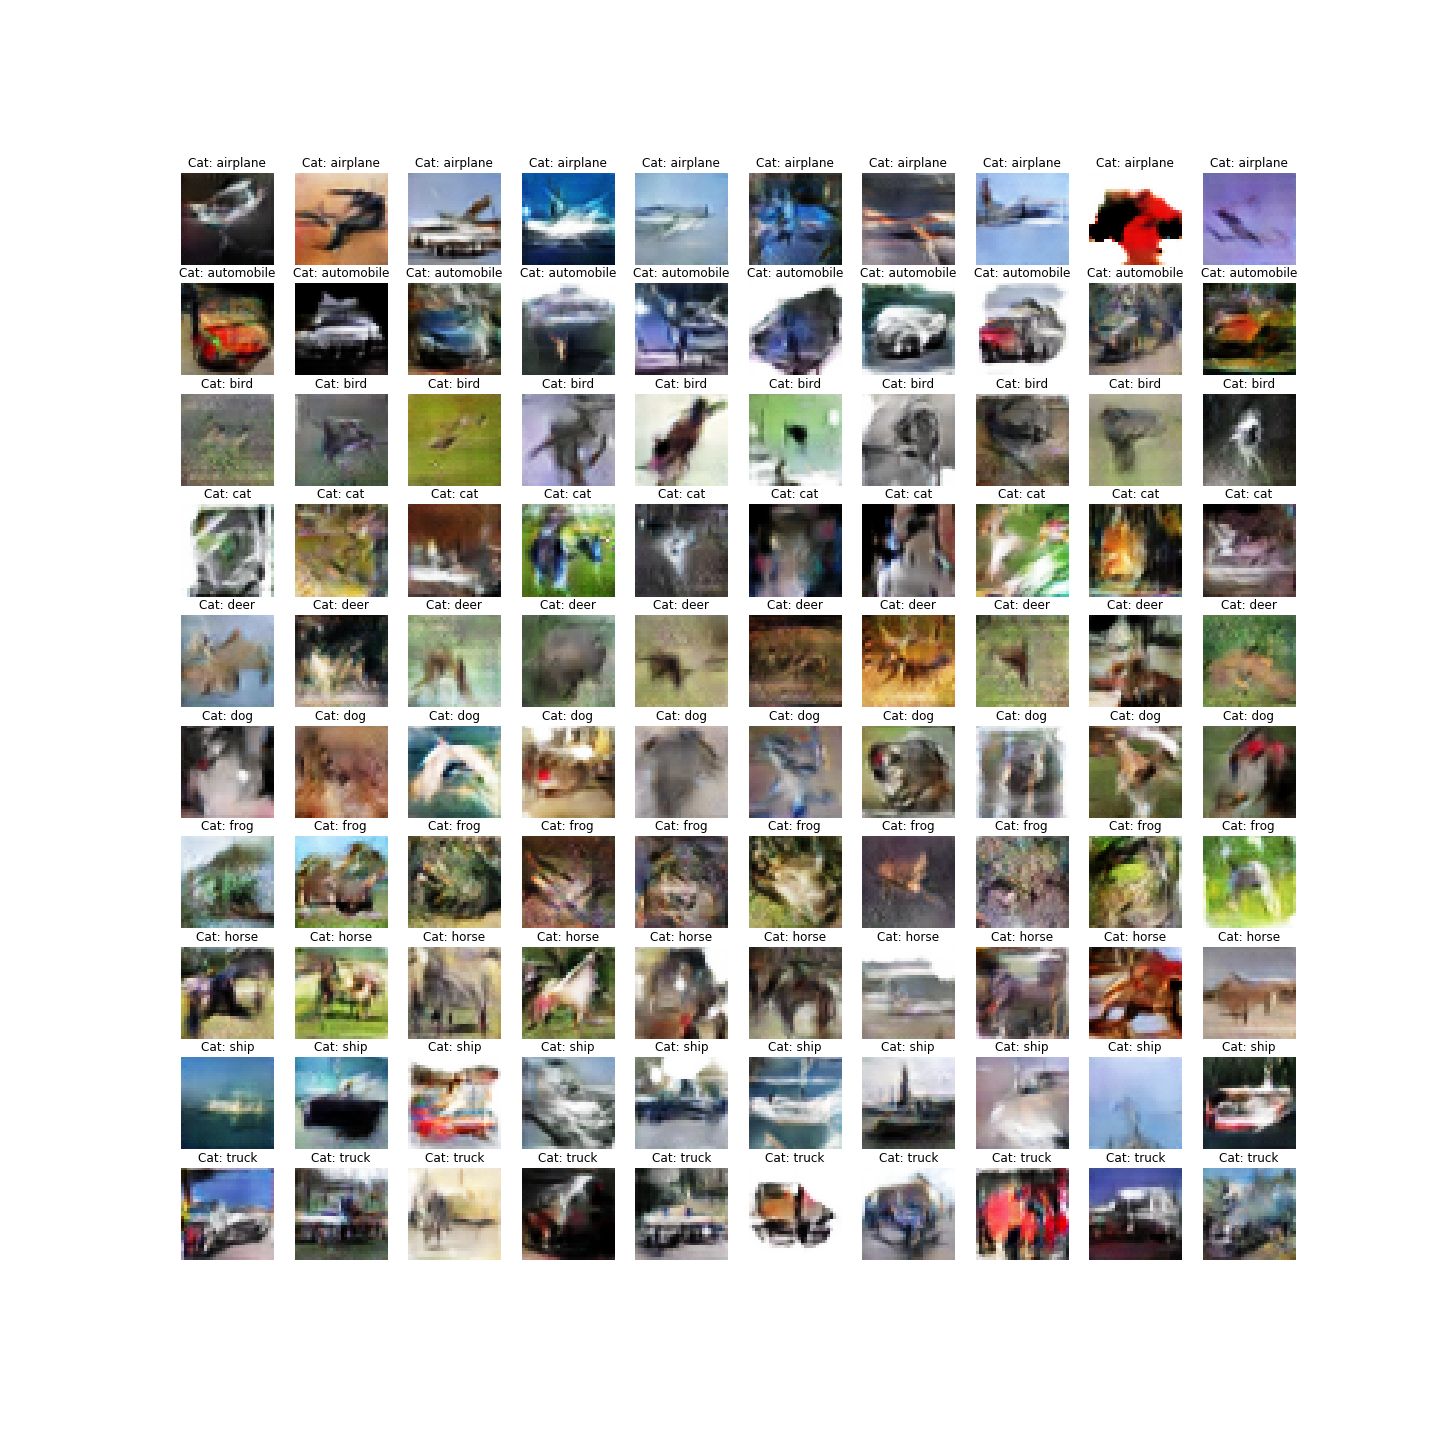 Cat: airplane Cat: airplane Cat: airplane Cat: airplane Cat: airplane Cat: airplane Cat: airplane Cat: airplane Cat: airplane Cat: airplane
Cat: automobile Cat: automobile Cat: automobile Cat: automobile Cat: automobile Cat: automobile Cat: automobile Cat: automobile Cat: automobile Cat: automobile
Cat: bird Cat: bird Cat: bird Cat: bird Cat: bird Cat: bird Cat: bird Cat: bird Cat: bird Cat: bird
Cat: cat Cat: cat Cat: cat Cat: cat Cat: cat Cat: cat Cat: cat Cat: cat Cat: cat Cat: cat
Cat: deer Cat: deer Cat: deer Cat: deer Cat: deer Cat: deer Cat: deer Cat: deer Cat: deer Cat: deer
Cat: dog Cat: dog Cat: dog Cat: dog Cat: dog Cat: dog Cat: dog Cat: dog Cat: dog Cat: dog
Cat: frog Cat: frog Cat: frog Cat: frog Cat: frog Cat: frog Cat: frog Cat: frog Cat: frog Cat: frog
Cat: horse Cat: horse Cat: horse Cat: horse Cat: horse Cat: horse Cat: horse Cat: horse Cat: horse Cat: horse
Cat: ship Cat: ship Cat: ship Cat: ship Cat: ship Cat: ship Cat: ship Cat: ship Cat: ship Cat: ship
Cat: truck Cat: truck Cat: truck Cat: truck Cat: truck Cat: truck Cat: truck Cat: truck Cat: truck Cat: truck